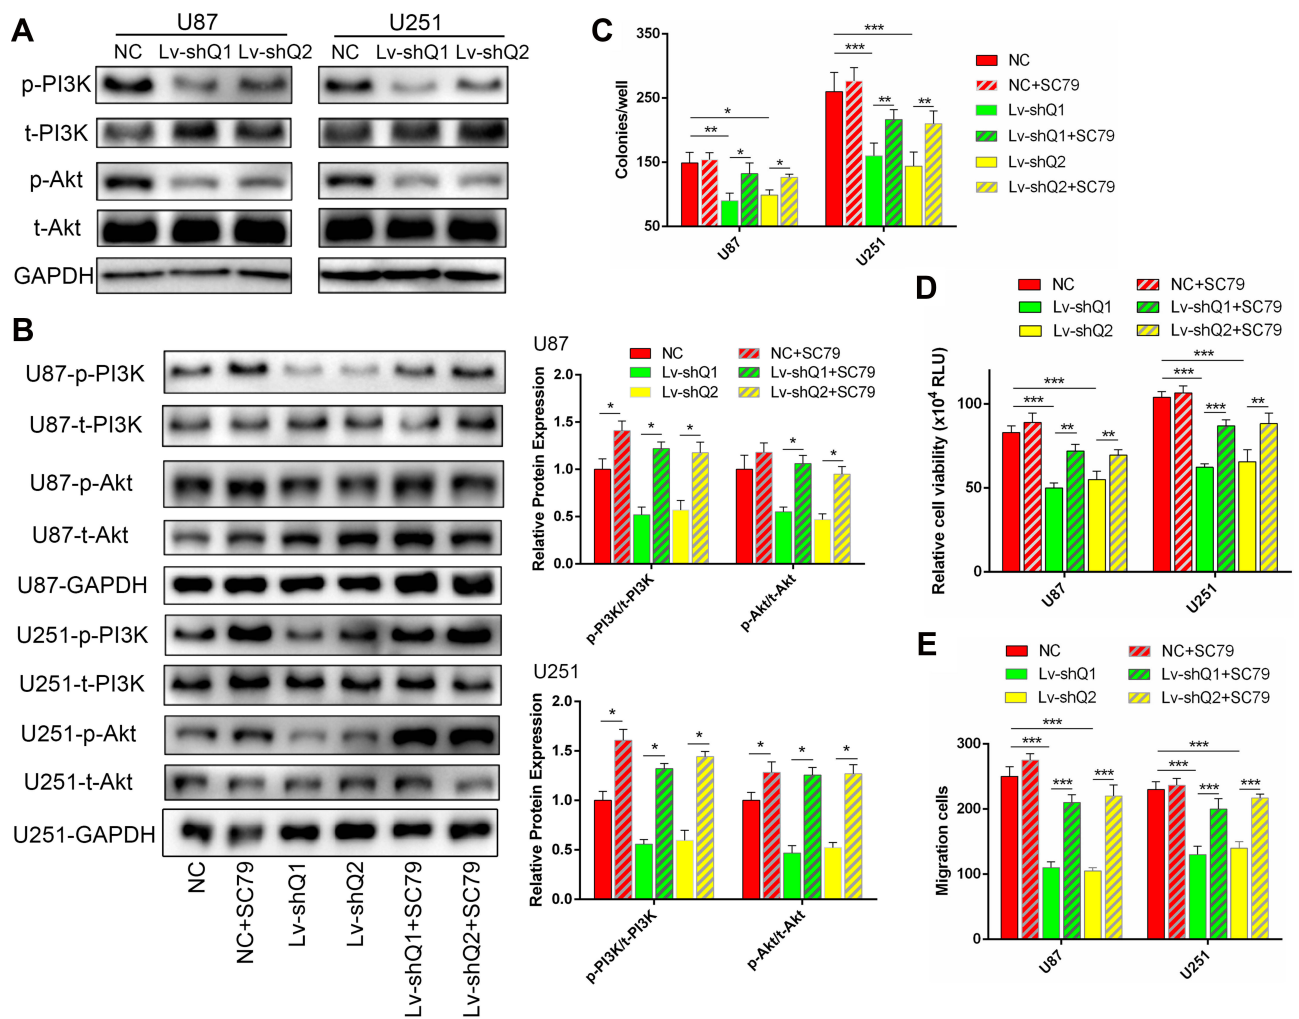 A
U87
U251
NC Lv-shQ1 Lv-shQ2
NC Lv-shQ1 Lv-shQ2
p-PI3K
t-PI3K
p-Akt
t-Akt
GAPDH
B
U87-p-PI3K
U87-t-PI3K
U87-p-Akt
U87-t-Akt
U87-GAPDH
U251-p-PI3K
U251-t-PI3K
U251-p-Akt
U251-t-Akt
U251-GAPDH
NC
NC+SC79
Lv-shQ1
Lv-shQ2
Lv-shQ1+SC79
Lv-shQ2+SC79
U87
NC
NC+SC79
Lv-shQ1
Lv-shQ1+SC79
Lv-shQ2
Lv-shQ2+SC79
Relative Protein Expression
2.0
1.5
1.0
0.5
0.0
* * * * *
p-PI3K/t-PI3K
p-Akt/t-Akt
U251
Relative Protein Expression
2.0
1.5
1.0
0.5
0.0
* * * * * *
p-PI3K/t-PI3K
p-Akt/t-Akt
C
Colonies/well
350
250
150
50
*
** * *
***
*** ** **
U87
U251
NC
NC+SC79
Lv-shQ1
Lv-shQ1+SC79
Lv-shQ2
Lv-shQ2+SC79
D
NC
NC+SC79
Lv-shQ1
Lv-shQ1+SC79
Lv-shQ2
Lv-shQ2+SC79
Relative cell viability (x10⁴ RLU)
100
50
0
***
*** ** **
***
*** *** **
U87
U251
E
NC
NC+SC79
Lv-shQ1
Lv-shQ1+SC79
Lv-shQ2
Lv-shQ2+SC79
Migration cells
300
200
100
0
***
*** *** ***
***
*** *** ***
U87
U251